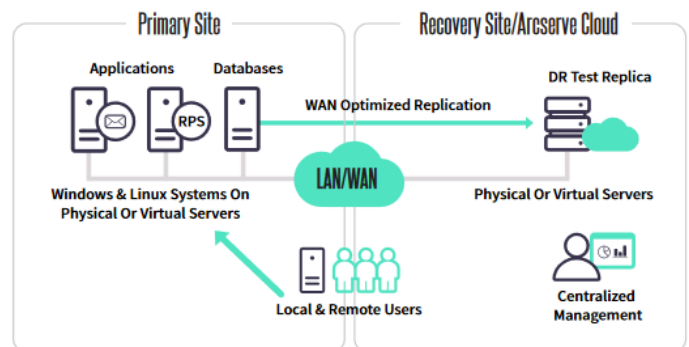 Primary Site
Recovery Site/Arcserve Cloud
Applications
Databases
DR Test Replica
RPS
WAN Optimized Replication
LAN/WAN
Windows & Linux Systems On
Physical Or Virtual Servers
Physical Or Virtual Servers
Local & Remote Users
Centralized
Management